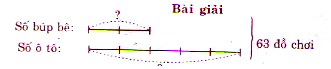 Bài giải
?
Số búp bê:
63 đồ chơi
Số ô tô: